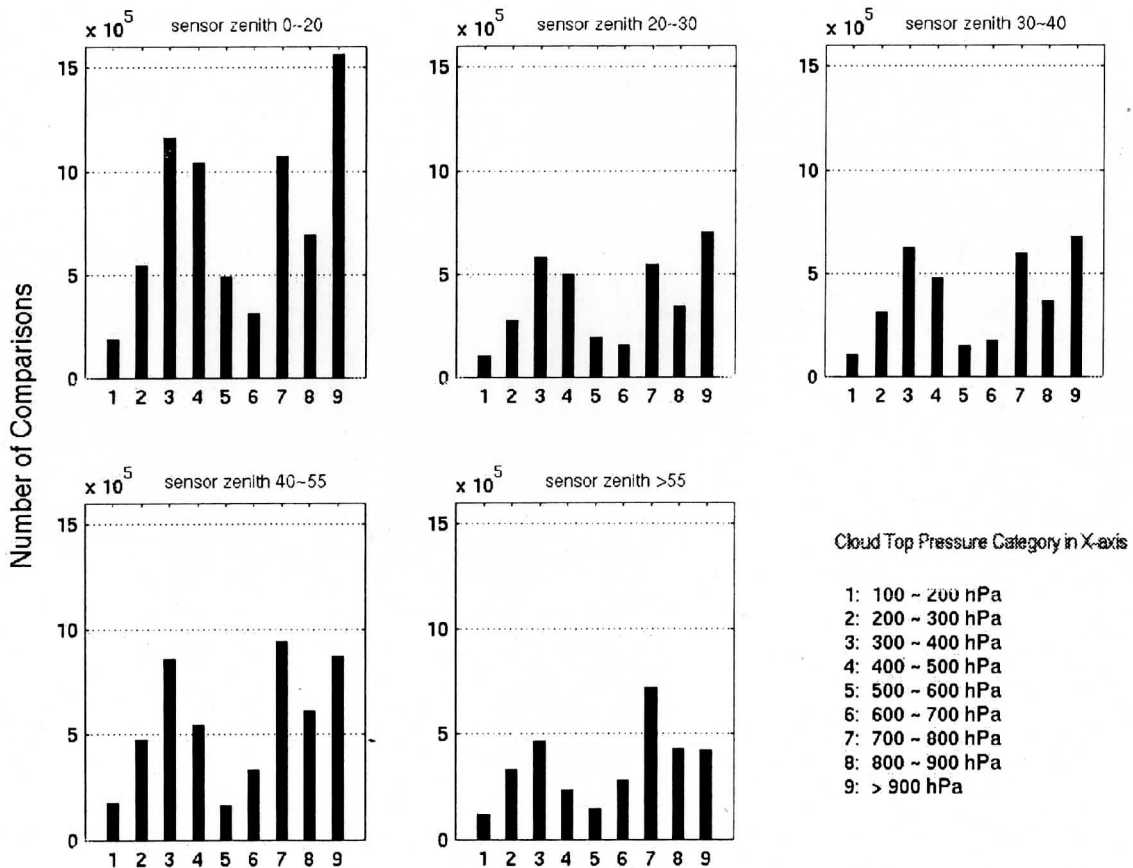 Number of Comparisons
x 10^5
sensor zenith 0~20
15
10
5
0
1 2 3 4 5 6 7 8 9
x 10^5
sensor zenith 20~30
15
10
5
0
1 2 3 4 5 6 7 8 9
x 10^5
sensor zenith 30~40
15
10
5
0
1 2 3 4 5 6 7 8 9
x 10^5
sensor zenith 40~55
15
10
5
0
1 2 3 4 5 6 7 8 9
x 10^5
sensor zenith >55
15
10
5
0
1 2 3 4 5 6 7 8 9
Cloud Top Pressure Category in X-axis
1: 100 ~ 200 hPa
2: 200 ~ 300 hPa
3: 300 ~ 400 hPa
4: 400 ~ 500 hPa
5: 500 ~ 600 hPa
6: 600 ~ 700 hPa
7: 700 ~ 800 hPa
8: 800 ~ 900 hPa
9: > 900 hPa